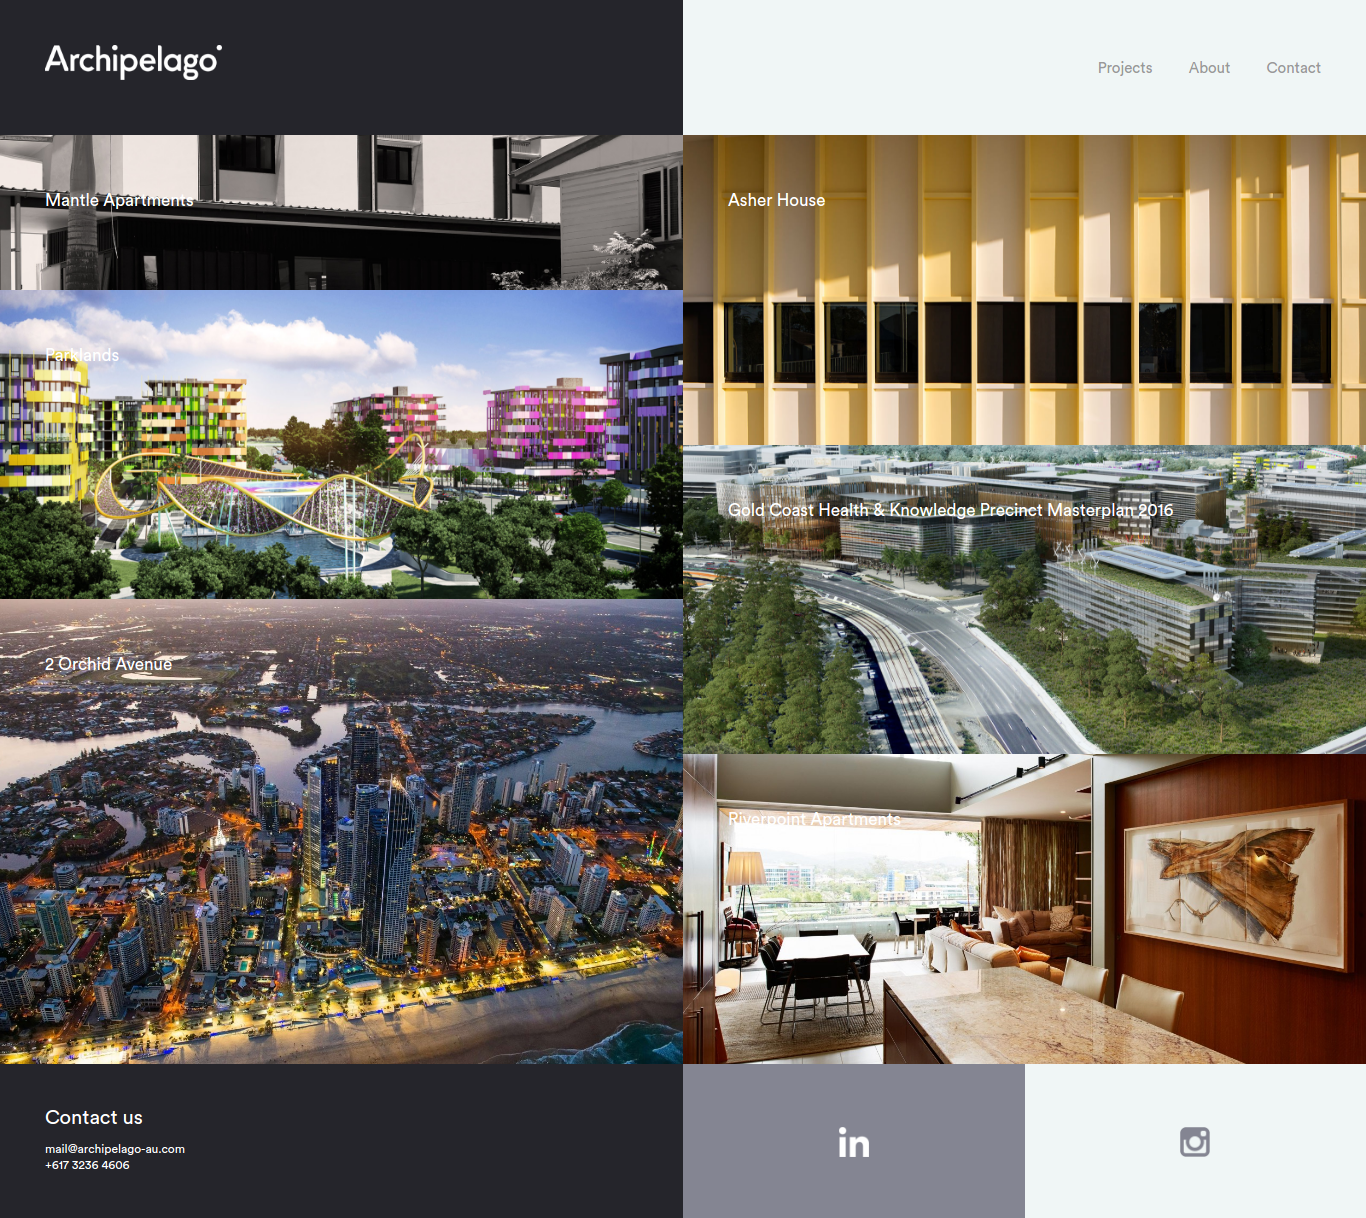 Archipelago
Projects
About
Contact
Mantle Apartments
Asher House
Parklands
Gold Coast Health & Knowledge Precinct Masterplan 2016
2 Orchid Avenue
Riverpoint Apartments
Contact us
mail@archipelago-au.com
+617 3236 4606
in